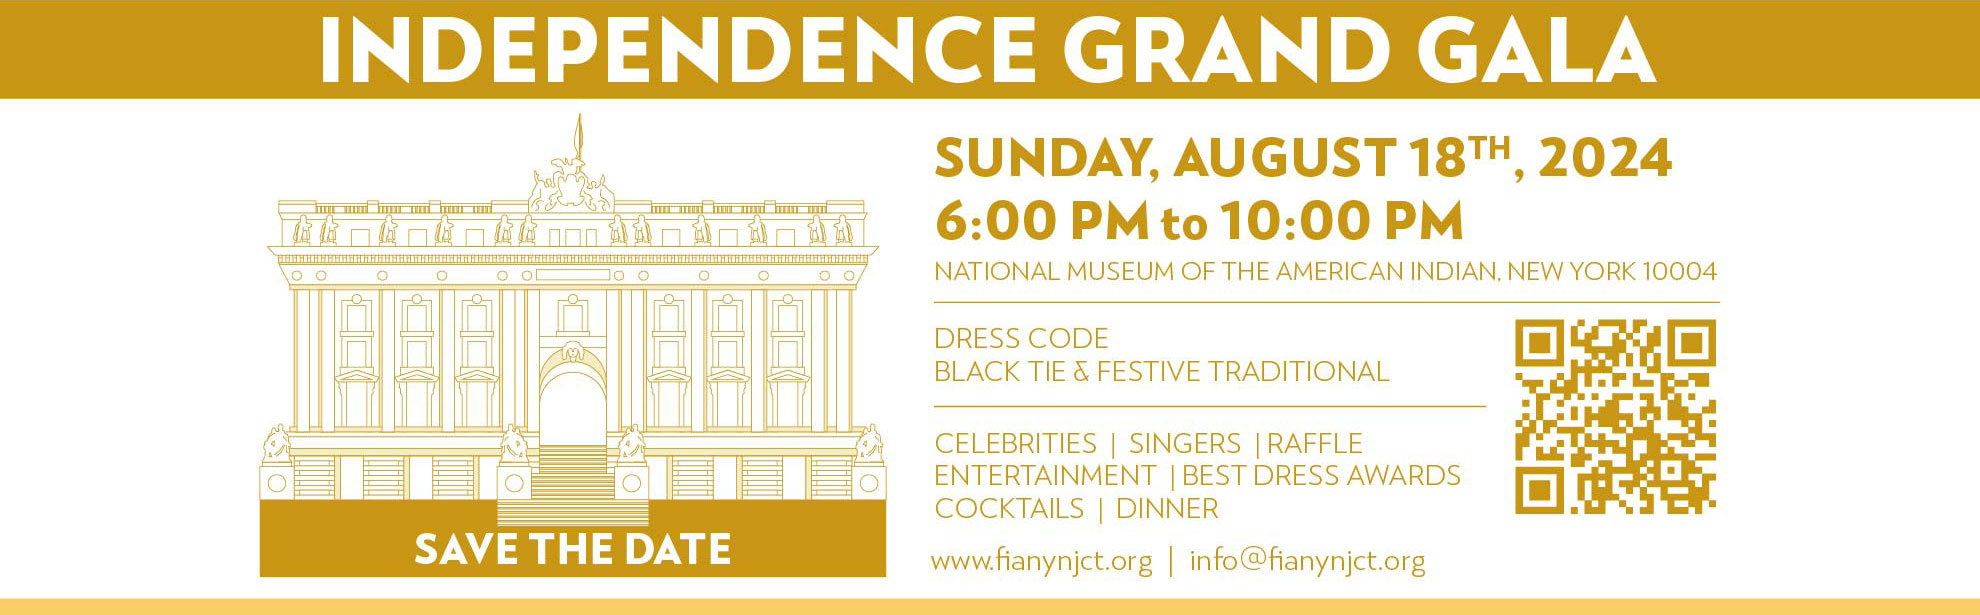 INDEPENDENCE GRAND GALA
SUNDAY, AUGUST 18TH, 2024
6:00 PM to 10:00 PM
NATIONAL MUSEUM OF THE AMERICAN INDIAN, NEW YORK 10004
DRESS CODE
BLACK TIE & FESTIVE TRADITIONAL
CELEBRITIES | SINGERS | RAFFLE
ENTERTAINMENT | BEST DRESS AWARDS
COCKTAILS | DINNER
www.fianynjct.org | info@fianynjct.org
SAVE THE DATE